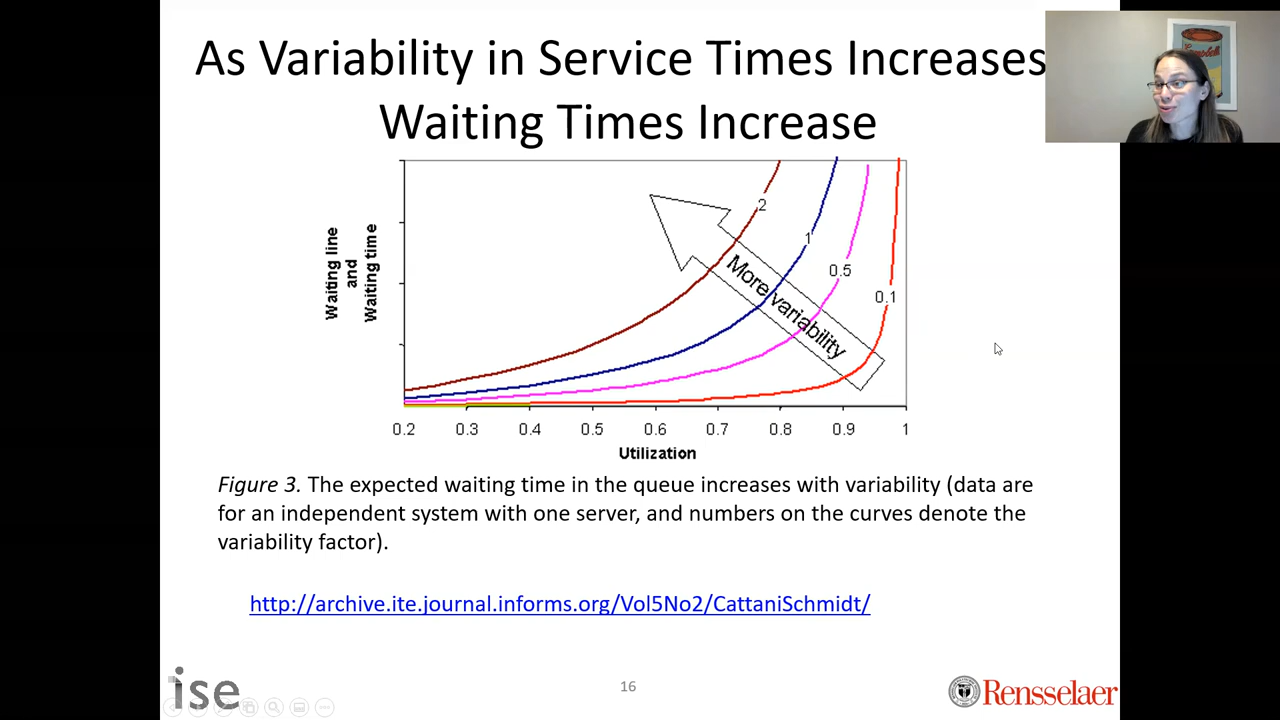 As Variability in Service Times Increases
Waiting Times Increase
Campbell's
Waiting line
and
Waiting time
2
1
0.5
0.1
More variability
0.2 0.3 0.4 0.5 0.6 0.7 0.8 0.9 1
Utilization
Figure 3. The expected waiting time in the queue increases with variability (data are
for an independent system with one server, and numbers on the curves denote the
variability factor).
http://archive.ite.journal.informs.org/Vol5No2/CattaniSchmidt/
ise
16
Rensselaer